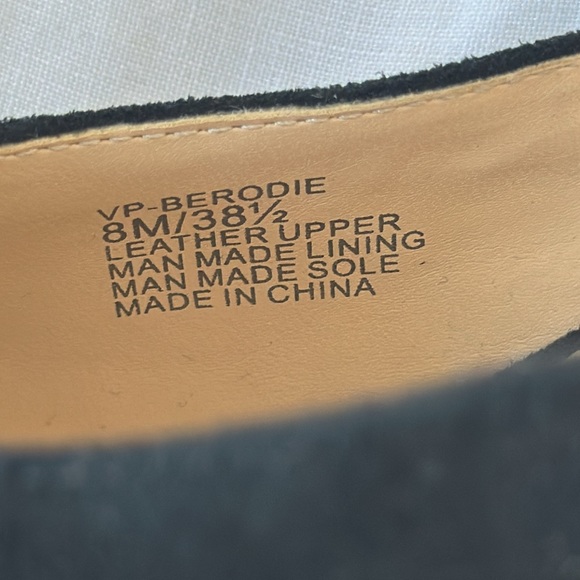 VP-BERODIE
8M/38½
LEATHER UPPER
MAN MADE LINING
MAN MADE SOLE
MADE IN CHINA